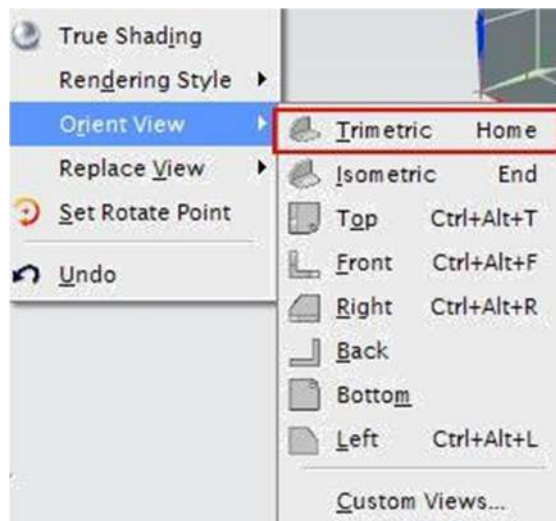 True Shading
Rendering Style
Orient View
Replace View
Set Rotate Point
Undo
Trimetric Home
Isometric End
Top Ctrl+Alt+T
Front Ctrl+Alt+F
Right Ctrl+Alt+R
Back
Bottom
Left Ctrl+Alt+L
Custom Views...